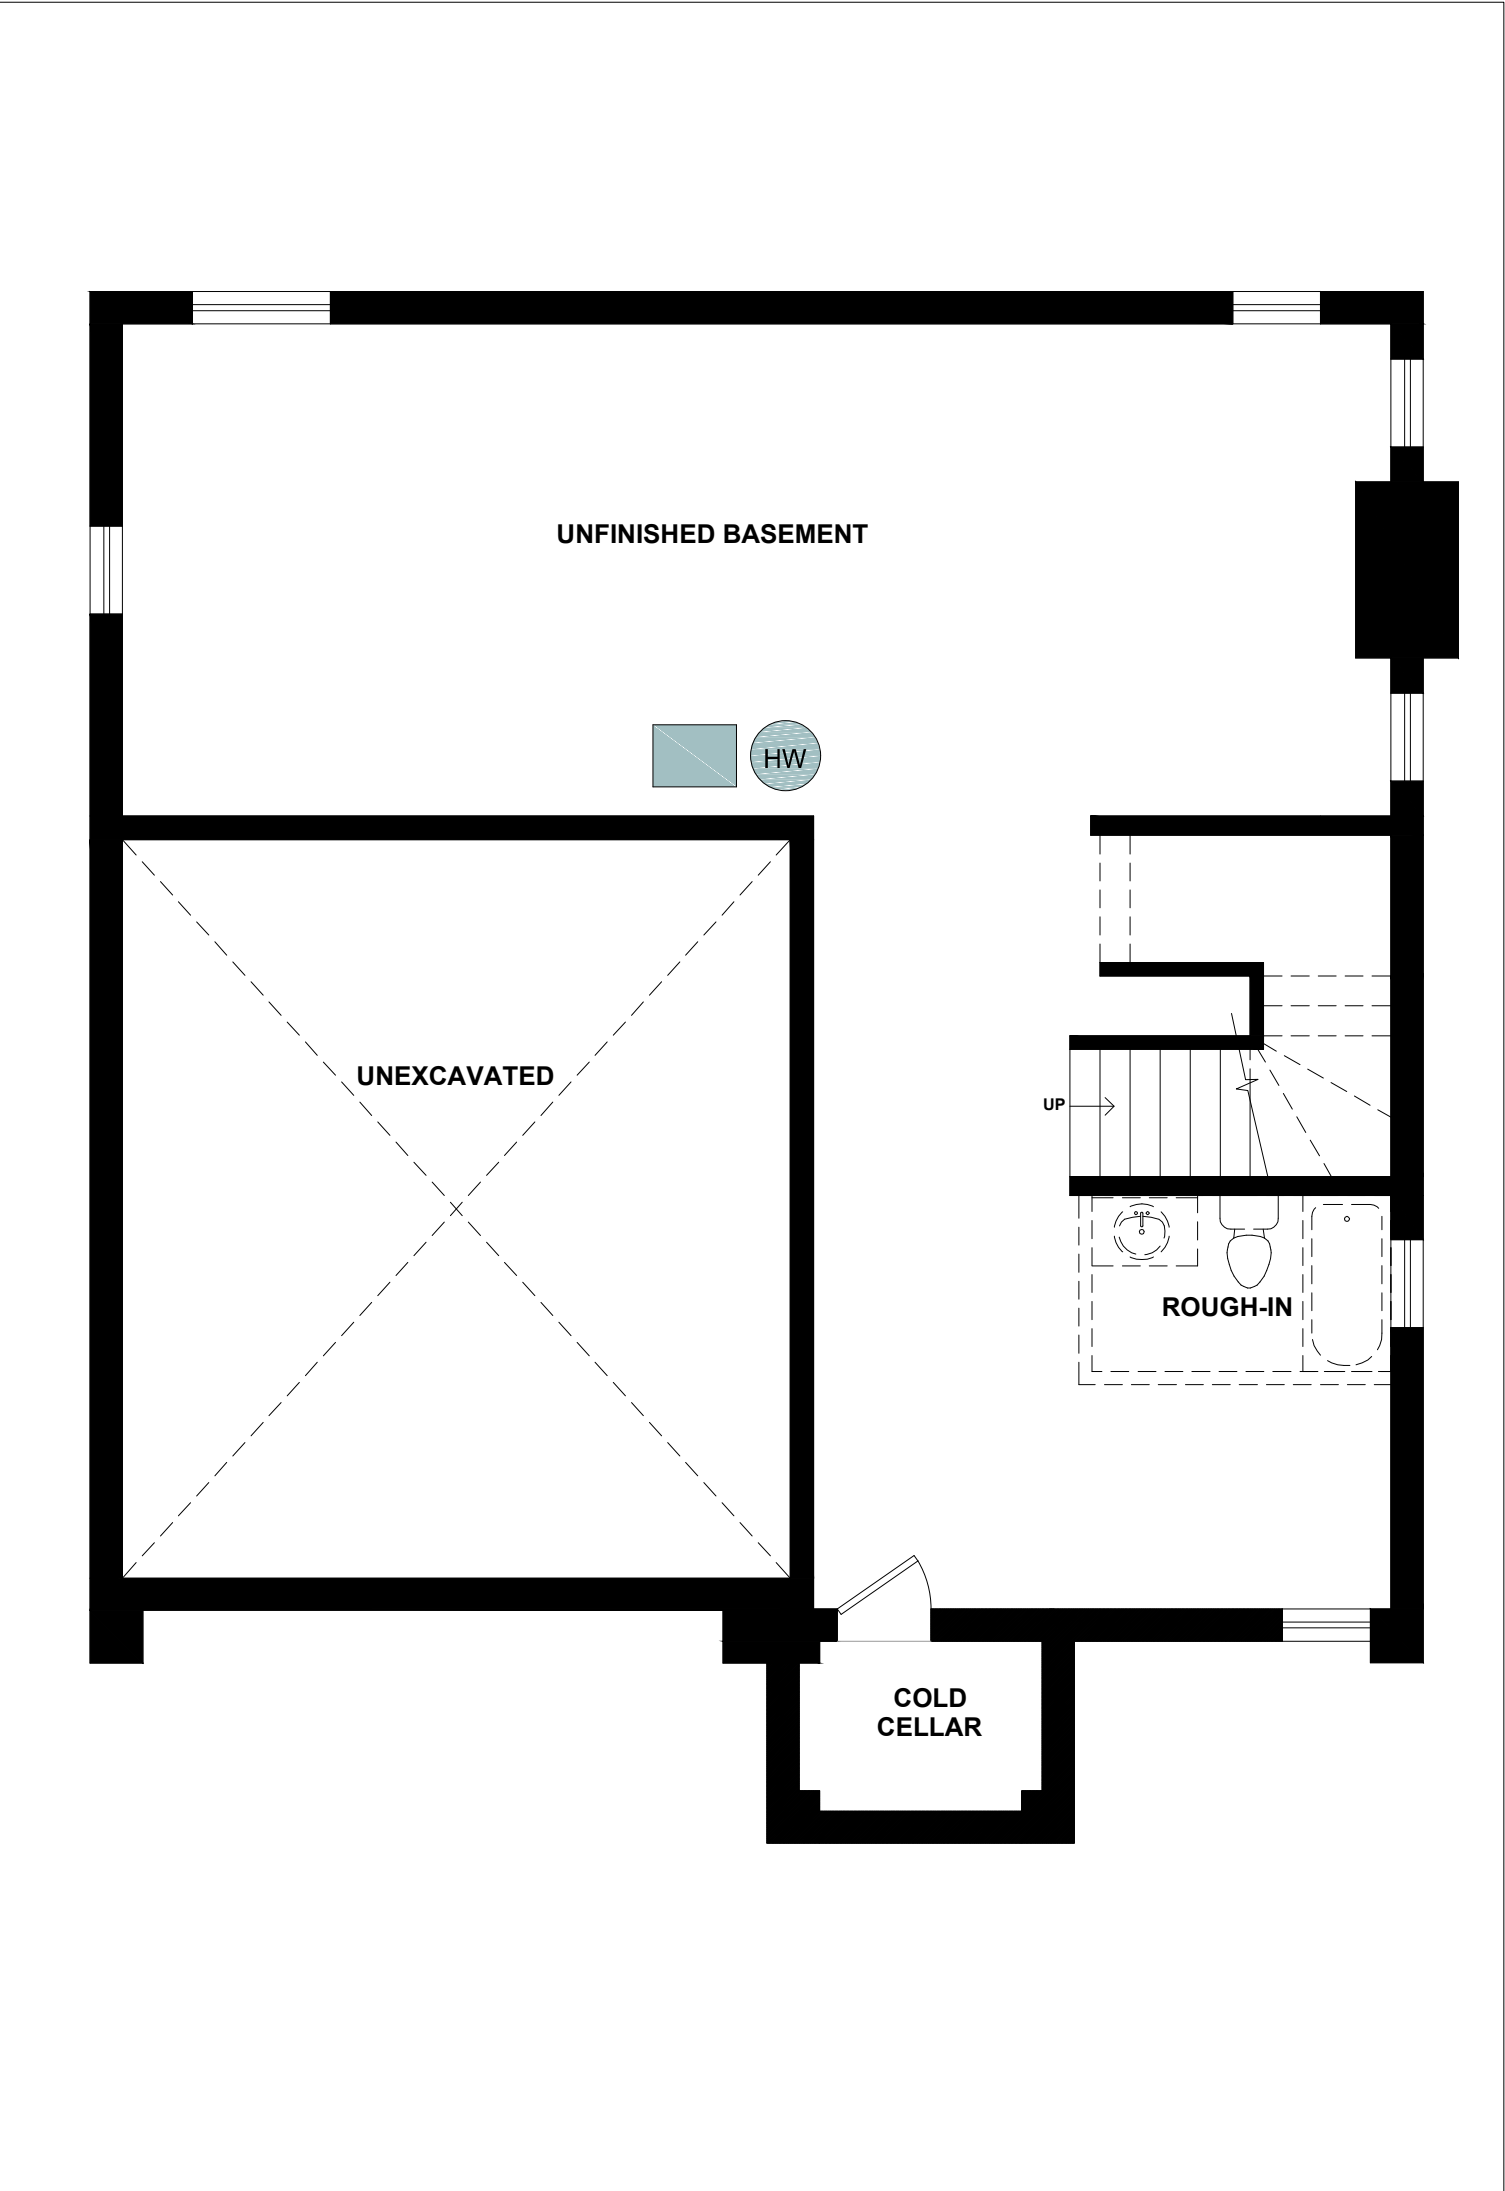 UNFINISHED BASEMENT
HW
UNEXCAVATED
UP
ROUGH-IN
COLD
CELLAR